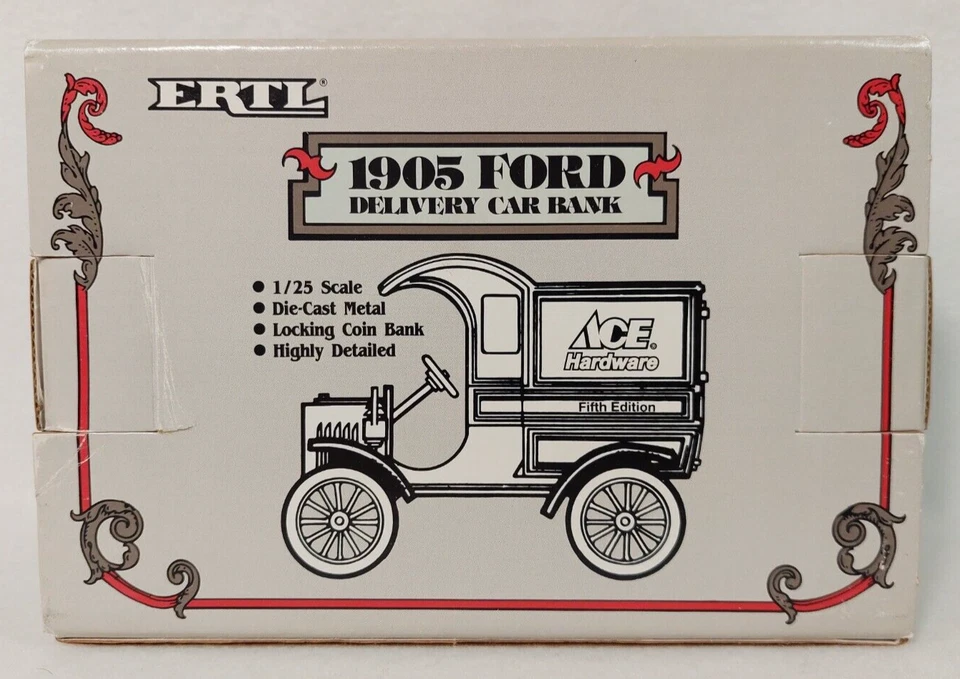 ERTL®
1905 FORD
DELIVERY CAR BANK
● 1/25 Scale
● Die-Cast Metal
● Locking Coin Bank
● Highly Detailed
ACE®
Hardware
Fifth Edition